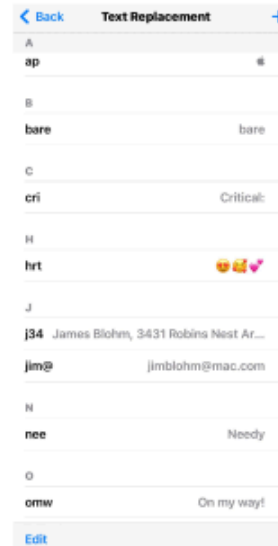 Back Text Replacement +
A
ap 
B
bare bare
C
cri Critical:
H
hrt 😍🥰💕
J
j34 James Blohm, 3431 Robins Nest Ar...
jim@ jimblohm@mac.com
N
nee Needy
O
omw On my way!
Edit